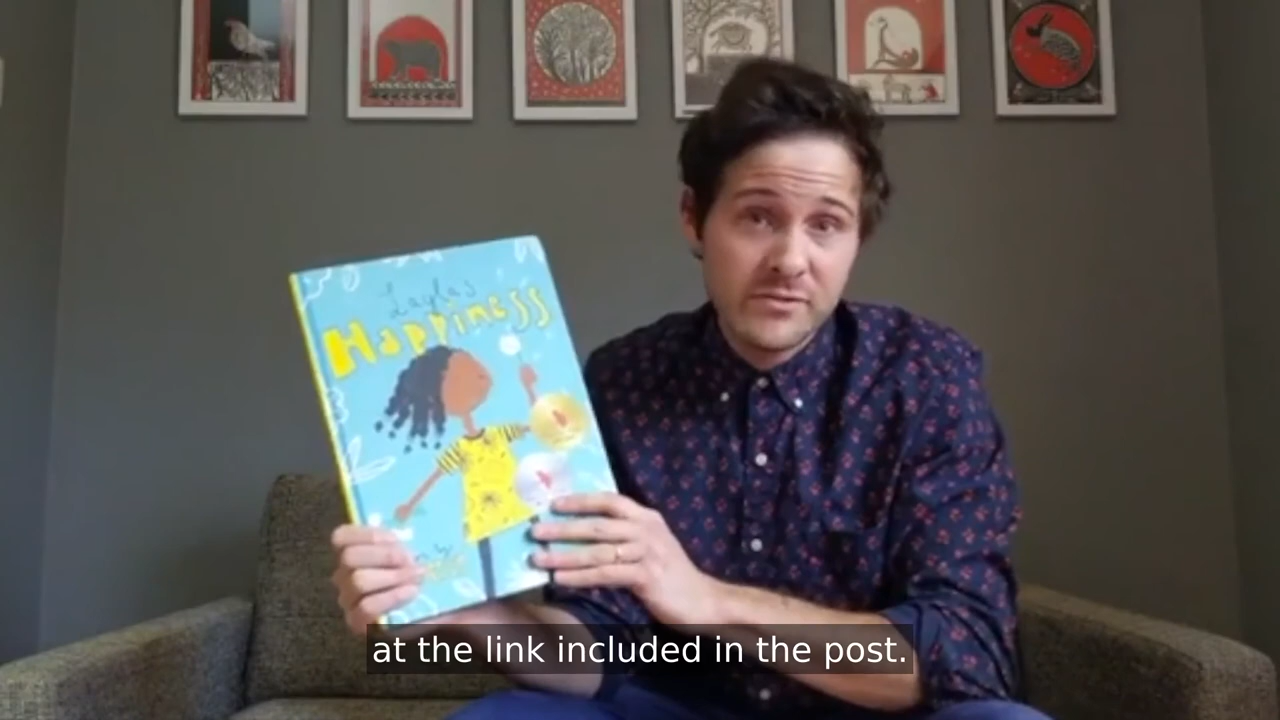 Layla's
Happiness
at the link included in the post.